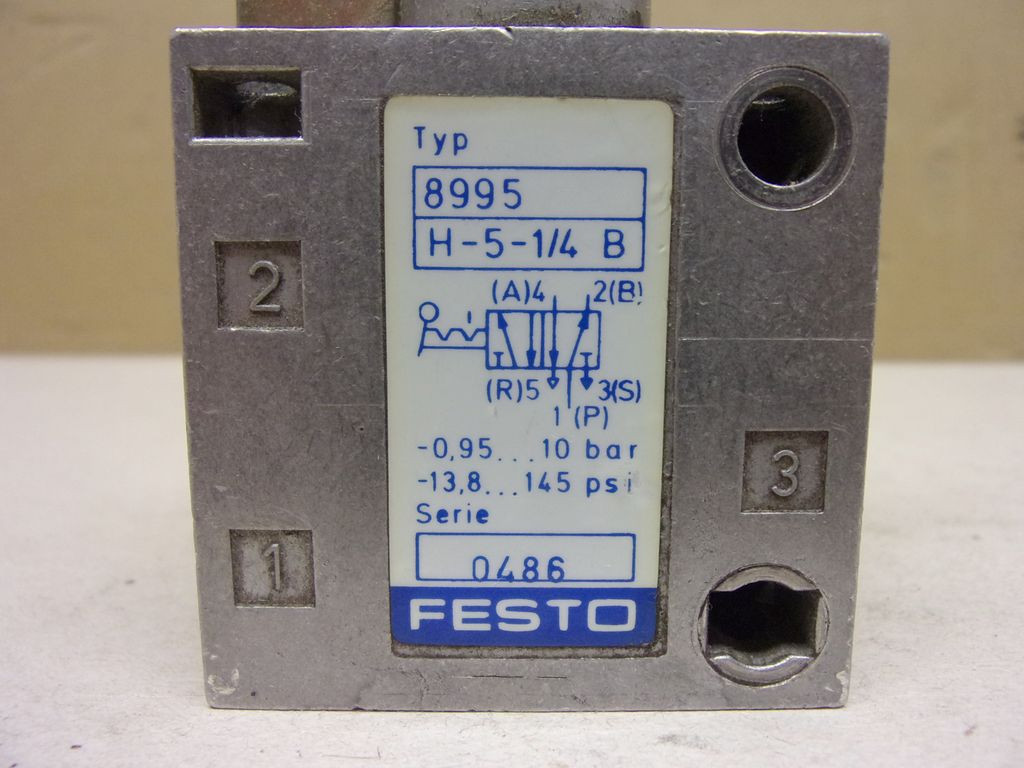 Typ
8995
H-5-1/4 B
(A)4 2(B)
(R)5 3(S)
1 (P)
-0,95...10 bar
-13,8...145 psi
Serie
0486
FESTO
2
1
3